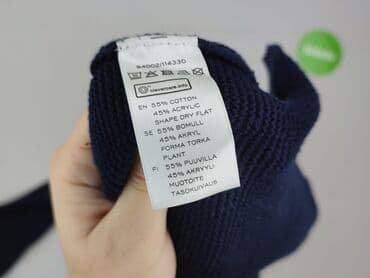 94002/114330
clevercare.info
EN 55% COTTON
45% ACRYLIC
SHAPE DRY FLAT
SE 55% BOMULL
45% AKRYL
FORMA TORKA
PLANT
FI 55% PUUVILLA
45% AKRYYLI
MUOTOITE
TASOKUIVAUS